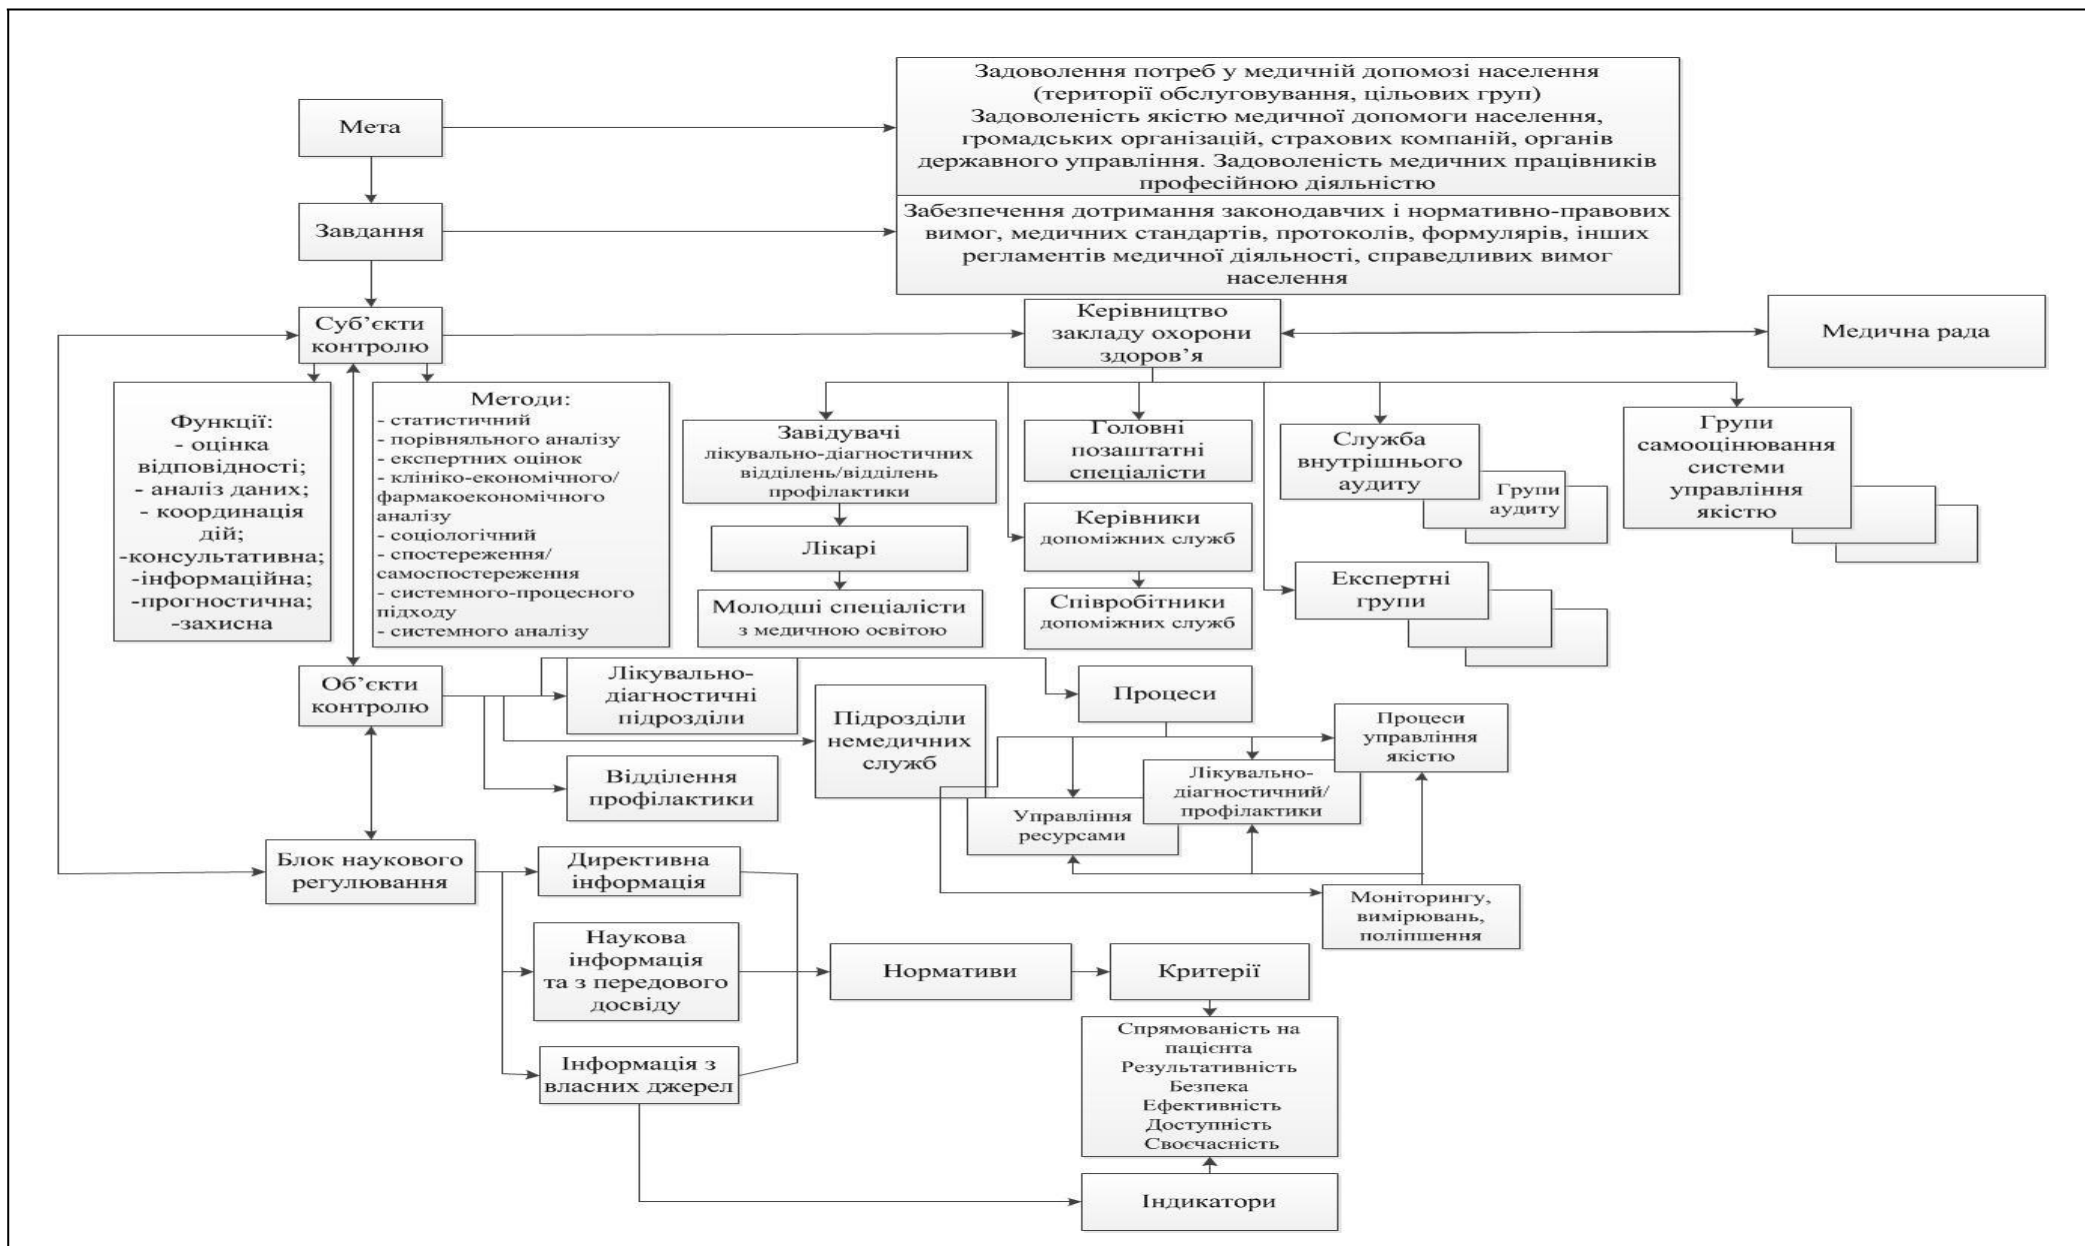 Мета
Задоволення потреб у медичній допомозі населення
(території обслуговування, цільових груп)
Задоволеність якістю медичної допомоги населення,
громадських організацій, страхових компаній, органів
державного управління. Задоволеність медичних працівників
професійною діяльністю
Завдання
Забезпечення дотримання законодавчих і нормативно-правових
вимог, медичних стандартів, протоколів, формулярів, інших
регламентів медичної діяльності, справедливих вимог
населення
Суб’єкти
контролю
Керівництво
закладу охорони
здоров’я
Медична рада
Функції:
- оцінка
відповідності;
- аналіз даних;
- координація
дій;
-консультативна;
-інформаційна;
-прогностична;
-захисна
Методи:
- статистичний
- порівняльного аналізу
- експертних оцінок
- клініко-економічного/
фармакоекономічного
аналізу
- соціологічний
- спостереження/
самоспостереження
- системного-процесного
підходу
- системного аналізу
Завідувачі
лікувально-діагностичних
відділень/відділень
профілактики
Лікарі
Молодші спеціалісти
з медичною освітою
Головні
позаштатні
спеціалісти
Керівники
допоміжних служб
Співробітники
допоміжних служб
Служба
внутрішнього
аудиту
Групи
аудиту
Експертні
групи
Групи
самооцінювання
системи
управління
якістю
Об’єкти
контролю
Лікувально-
діагностичні
підрозділи
Відділення
профілактики
Підрозділи
немедичних
служб
Процеси
Процеси
управління
якістю
Лікувально-
діагностичний/
профілактики
Управління
ресурсами
Моніторингу,
вимірювань,
поліпшення
Блок наукового
регулювання
Директивна
інформація
Наукова
інформація
та з передового
досвіду
Інформація з
власних джерел
Нормативи
Критерії
Спрямованість на
пацієнта
Результативність
Безпека
Ефективність
Доступність
Своєчасність
Індикатори